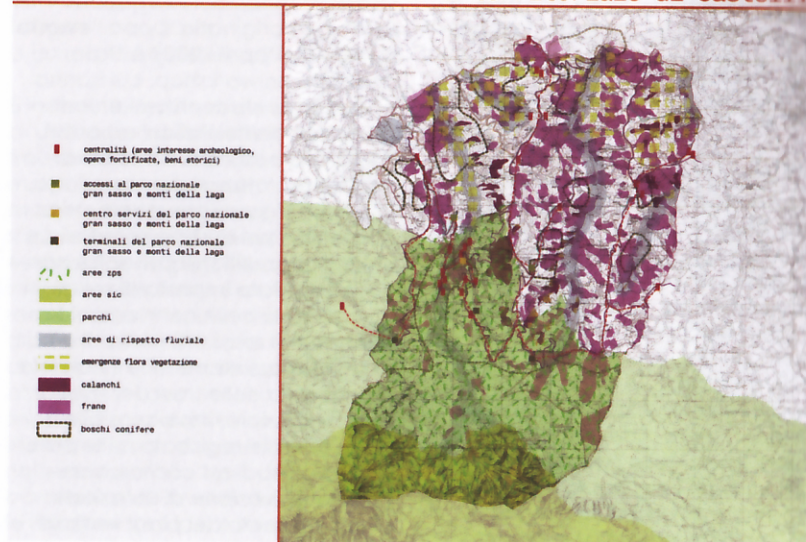 centralità (aree interesse archeologico,
opere fortificate, beni storici)
accessi al parco nazionale
gran sasso e monti della laga
centro servizi del parco nazionale
gran sasso e monti della laga
terminali del parco nazionale
gran sasso e monti della laga
aree zps
aree sic
parchi
aree di rispetto fluviale
emergenze flora vegetazione
calanchi
frane
boschi conifere